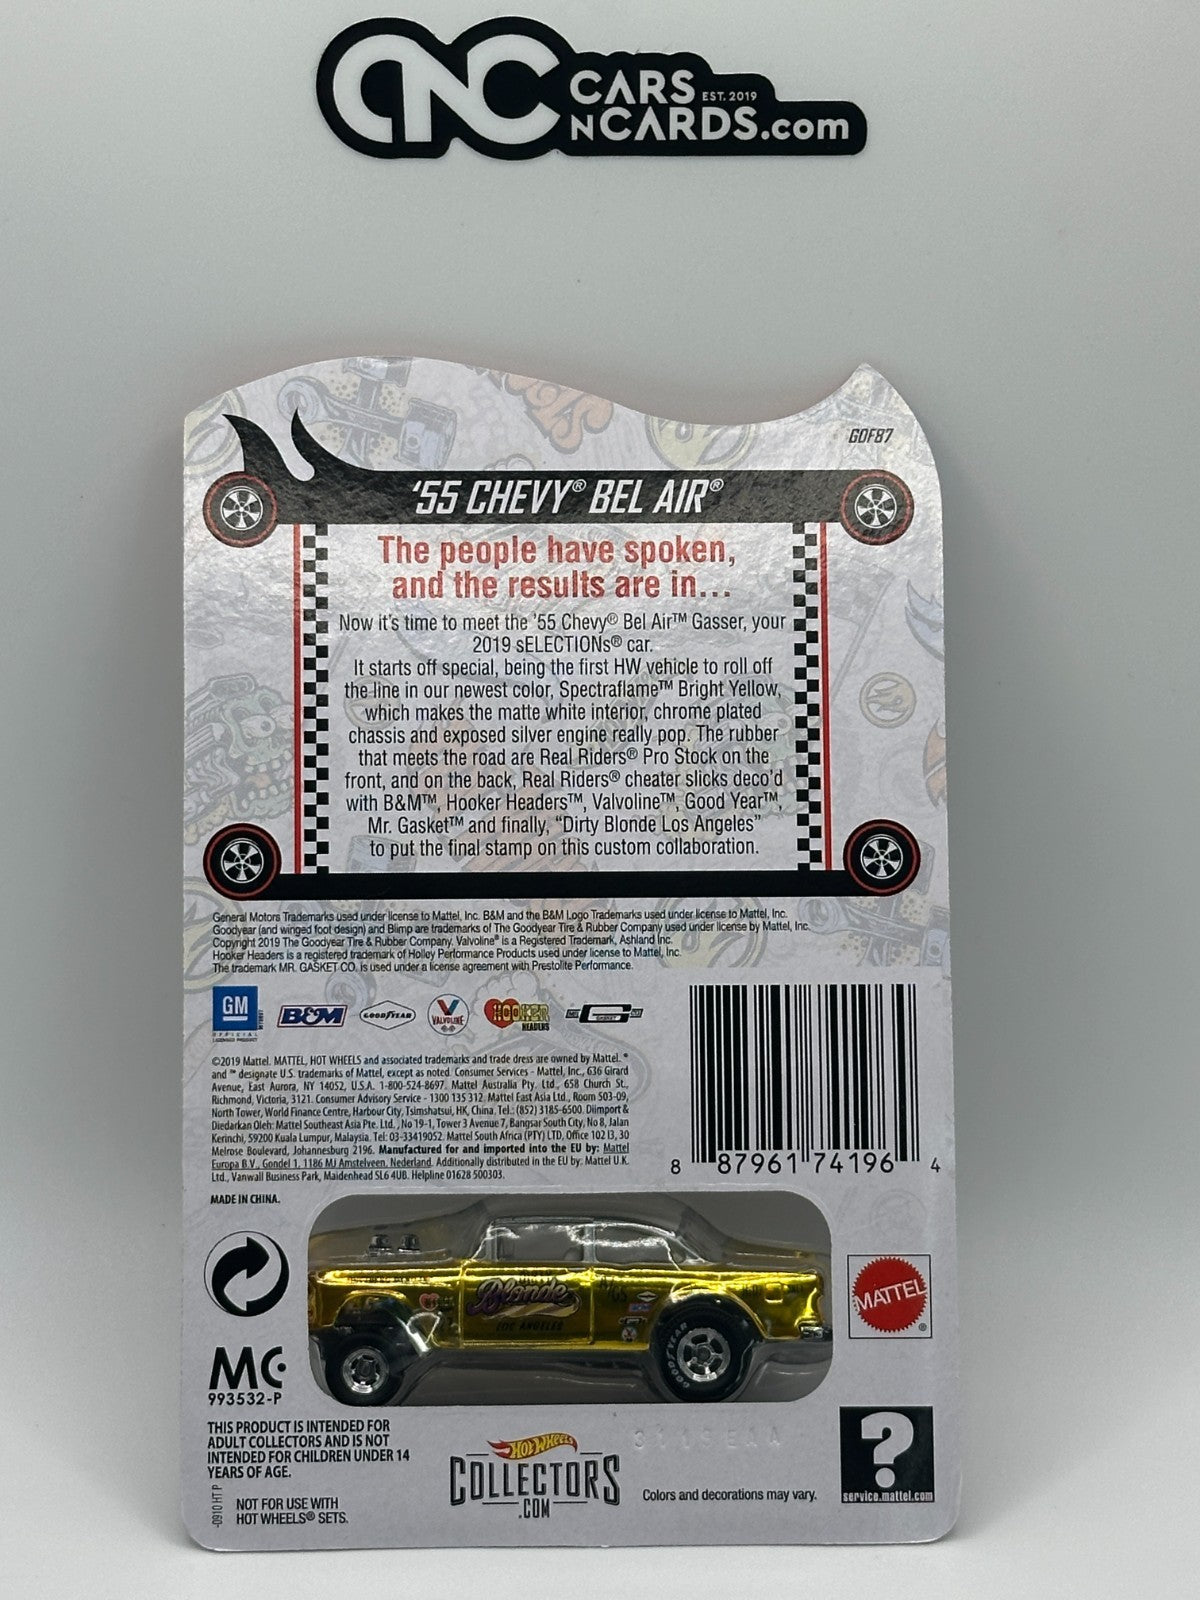 CNC CARS EST. 2019
NCARDS.com
GDF87
'55 CHEVY® BEL AIR®
The people have spoken,
and the results are in...
Now it's time to meet the '55 Chevy® Bel Air™ Gasser, your
2019 sELECTIONs® car.
It starts off special, being the first HW vehicle to roll off
the line in our newest color, Spectraflame™ Bright Yellow,
which makes the matte white interior, chrome plated
chassis and exposed silver engine really pop. The rubber
that meets the road are Real Riders® Pro Stock on the
front, and on the back, Real Riders® cheater slicks deco'd
with B&M™, Hooker Headers™, Valvoline™, Good Year™,
Mr. Gasket™ and finally, "Dirty Blonde Los Angeles"
to put the final stamp on this custom collaboration.
General Motors Trademarks used under license to Mattel, Inc. B&M and the B&M Logo Trademarks used under license to Mattel, Inc.
Goodyear (and winged foot design) and Blimp are trademarks of The Goodyear Tire & Rubber Company used under license by Mattel, Inc.
Copyright 2019 The Goodyear Tire & Rubber Company. Valvoline® is a Registered Trademark, Ashland Inc.
Hooker Headers is a registered trademark of Holley Performance Products used under license to Mattel, Inc.
The trademark MR. GASKET CO. is used under a license agreement with Prestolite Performance.
GM
OFFICIAL
LICENSED PRODUCT
B&M
GOODYEAR
VALVOLINE
HOOKER
HEADERS
GASKET
©2019 Mattel. MATTEL, HOT WHEELS and associated trademarks and trade dress are owned by Mattel. ®
and ™ designate U.S. trademarks of Mattel, except as noted. Consumer Services - Mattel, Inc., 636 Girard
Avenue, East Aurora, NY 14052, U.S.A. 1-800-524-8697. Mattel Australia Pty. Ltd., 658 Church St.,
Richmond, Victoria, 3121. Consumer Advisory Service - 1300 135 312. Mattel East Asia Ltd., Room 503-09,
North Tower, World Finance Centre, Harbour City, Tsimshatsui, HK, China. Tel.: (852) 3185-6500. Diimport &
Diedarkan Oleh: Mattel Southeast Asia Pte. Ltd., No 19-1, Tower 3 Avenue 7, Bangsar South City, No 8, Jalan
Kerinchi, 59200 Kuala Lumpur, Malaysia. Tel: 03-33419052. Mattel South Africa (PTY) LTD, Office 102 I3, 30
Melrose Boulevard, Johannesburg 2196. Manufactured for and imported into the EU by: Mattel
Europa B.V., Gondel 1, 1186 MJ Amstelveen, Nederland. Additionally distributed in the EU by: Mattel U.K.
Ltd., Vanwall Business Park, Maidenhead SL6 4UB. Helpline 01628 500303.
8 87961 74196 4
MADE IN CHINA.
Blonde
LOS ANGELES
A/GS
GOODYEAR
MATTEL
®
MC
993532-P
THIS PRODUCT IS INTENDED FOR
ADULT COLLECTORS AND IS NOT
INTENDED FOR CHILDREN UNDER 14
YEARS OF AGE.
-0910 HT P
NOT FOR USE WITH
HOT WHEELS® SETS.
HOT WHEELS
COLLECTORS
.COM
Colors and decorations may vary.
?
service.mattel.com